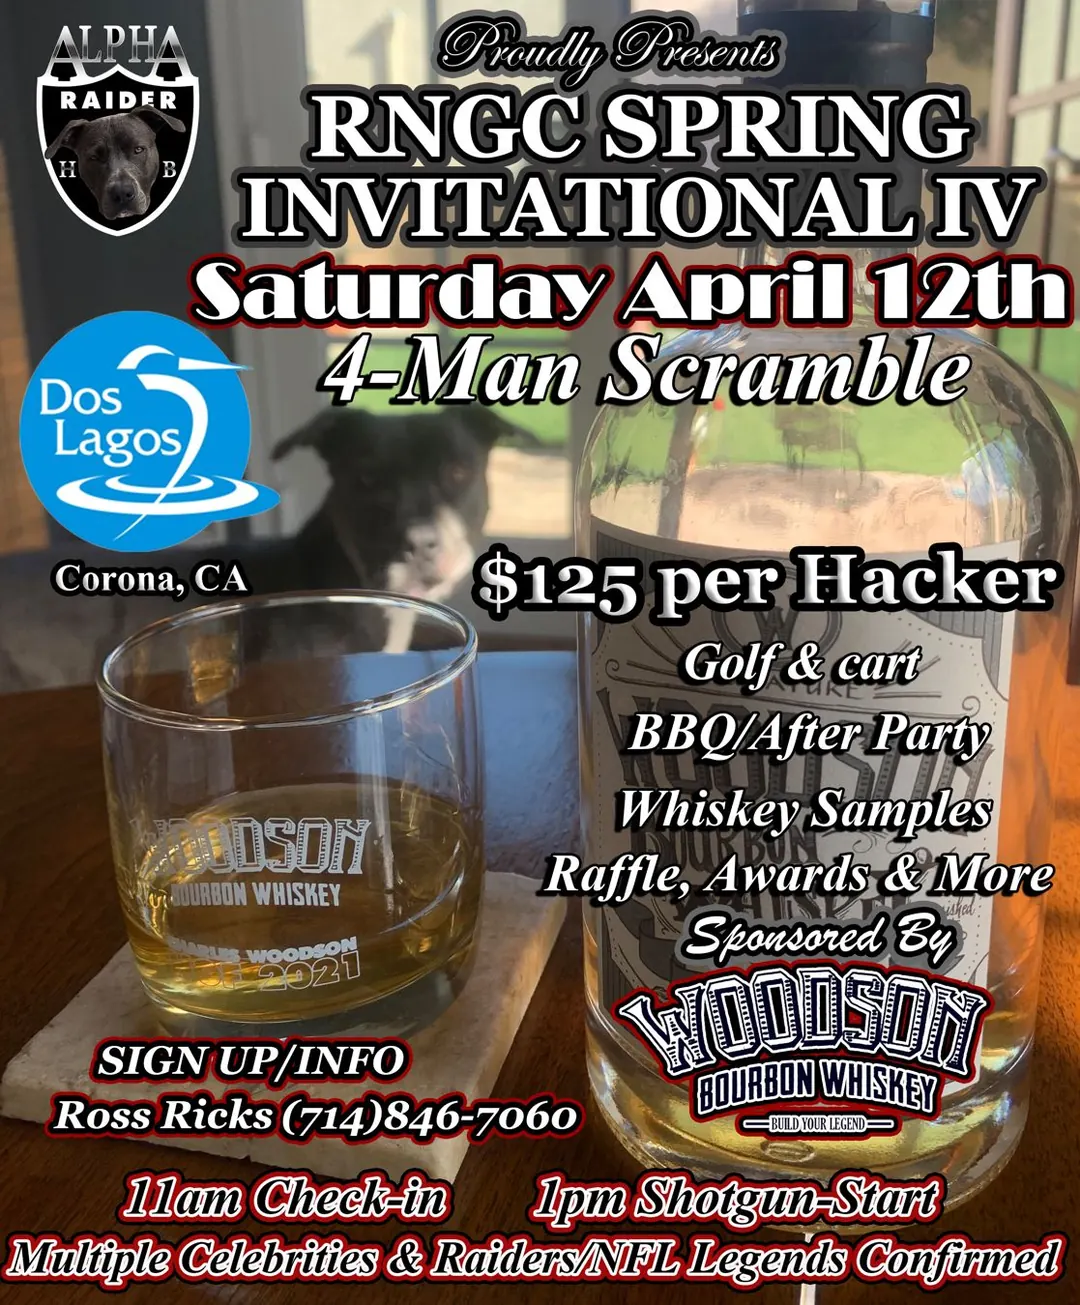 ALPHA
RAIDER
H B
Proudly Presents
RNGC SPRING
INVITATIONAL IV
Saturday April 12th
4-Man Scramble
Dos
Lagos
Corona, CA
$125 per Hacker
Golf & cart
BBQ/After Party
Whiskey Samples
Raffle, Awards & More
Sponsored By
WOODSON
BOURBON WHISKEY
BUILD YOUR LEGEND
WOODSON
BOURBON WHISKEY
CHARLES WOODSON
2021
SIGN UP/INFO
Ross Ricks (714)846-7060
11am Check-in 1pm Shotgun-Start
Multiple Celebrities & Raiders/NFL Legends Confirmed